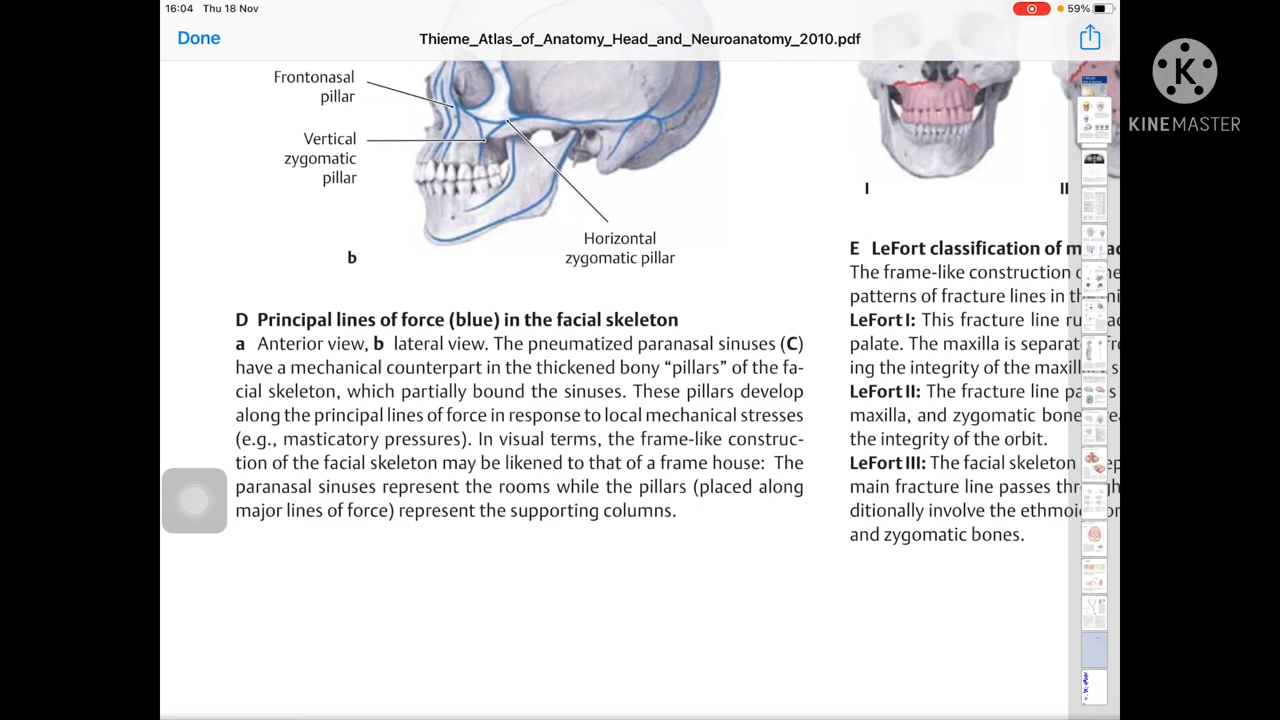 16:04 Thu 18 Nov
59%
Done
Thieme_Atlas_of_Anatomy_Head_and_Neuroanatomy_2010.pdf
K
KINEMASTER
Frontonasal
pillar
Vertical
zygomatic
pillar
Horizontal
zygomatic pillar
b
I
II
D Principal lines of force (blue) in the facial skeleton
a Anterior view, b lateral view. The pneumatized paranasal sinuses (C)
have a mechanical counterpart in the thickened bony “pillars” of the fa-
cial skeleton, which partially bound the sinuses. These pillars develop
along the principal lines of force in response to local mechanical stresses
(e.g., masticatory pressures). In visual terms, the frame-like construc-
tion of the facial skeleton may be likened to that of a frame house: The
paranasal sinuses represent the rooms while the pillars (placed along
major lines of force) represent the supporting columns.
E LeFort classification of
The frame-like construction
patterns of fracture lines in
LeFort I: This fracture line
palate. The maxilla is
ing the integrity of the
LeFort II: The fracture line
maxilla, and zygomatic
the integrity of the orbit.
LeFort III: The facial skeleton
main fracture line passes
ditionally involve the
and zygomatic bones.